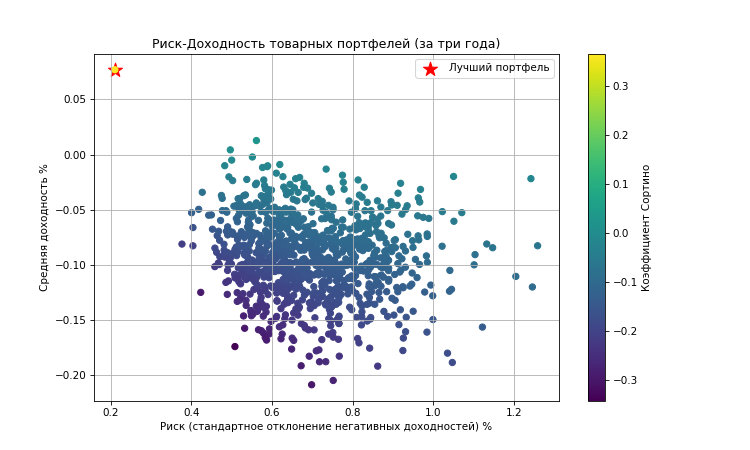 Риск-Доходность товарных портфелей (за три года)
Лучший портфель
Средняя доходность %
0.05
0.00
−0.05
−0.10
−0.15
−0.20
0.2 0.4 0.6 0.8 1.0 1.2
Риск (стандартное отклонение негативных доходностей) %
0.3
0.2
0.1
0.0
−0.1
−0.2
−0.3
Коэффициент Сортино